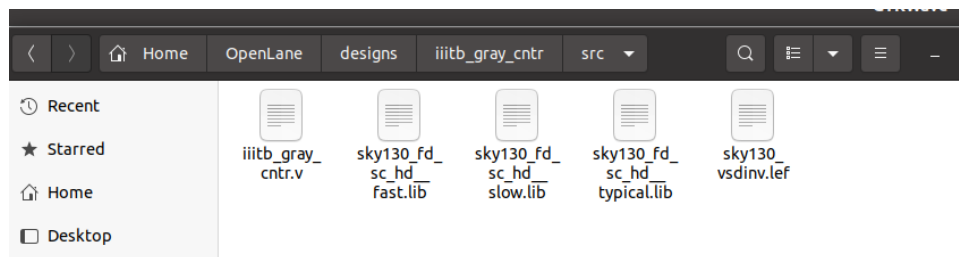 Home OpenLane designs iiitb_gray_cntr src
Recent
Starred
Home
Desktop
iiitb_gray_
cntr.v
sky130_fd_
sc_hd__
fast.lib
sky130_fd_
sc_hd__
slow.lib
sky130_fd_
sc_hd__
typical.lib
sky130_
vsdinv.lef